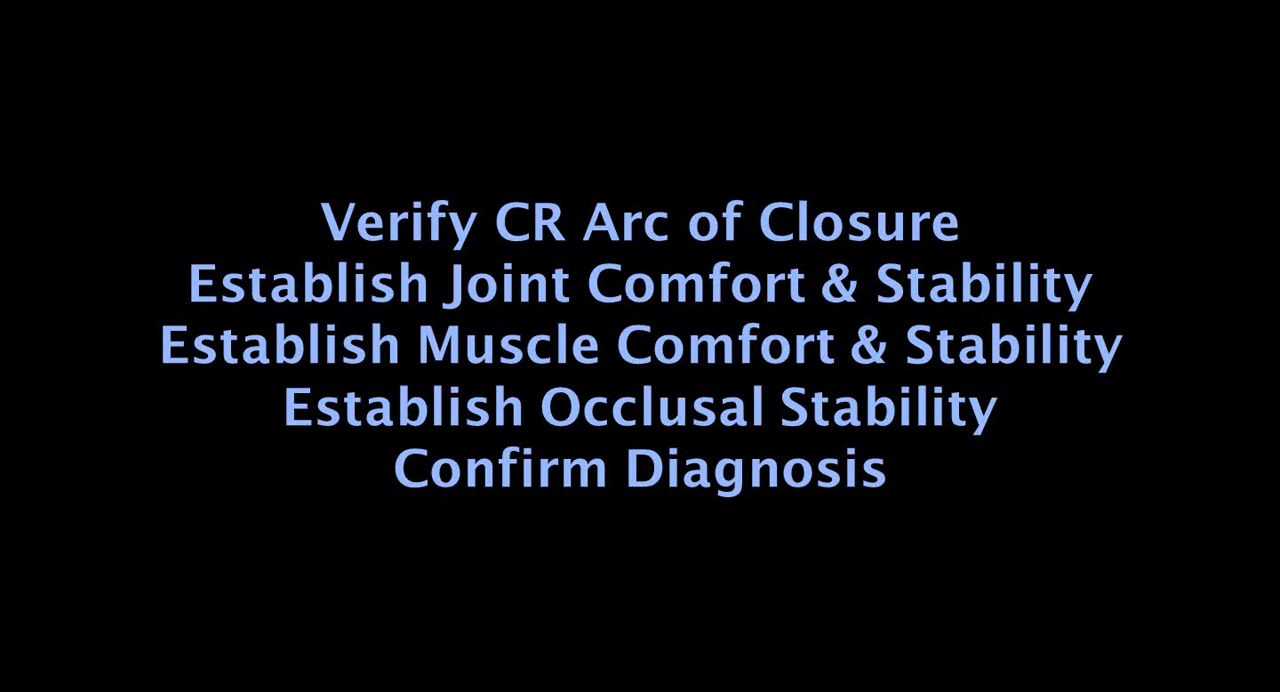 Verify CR Arc of Closure
Establish Joint Comfort & Stability
Establish Muscle Comfort & Stability
Establish Occlusal Stability
Confirm Diagnosis